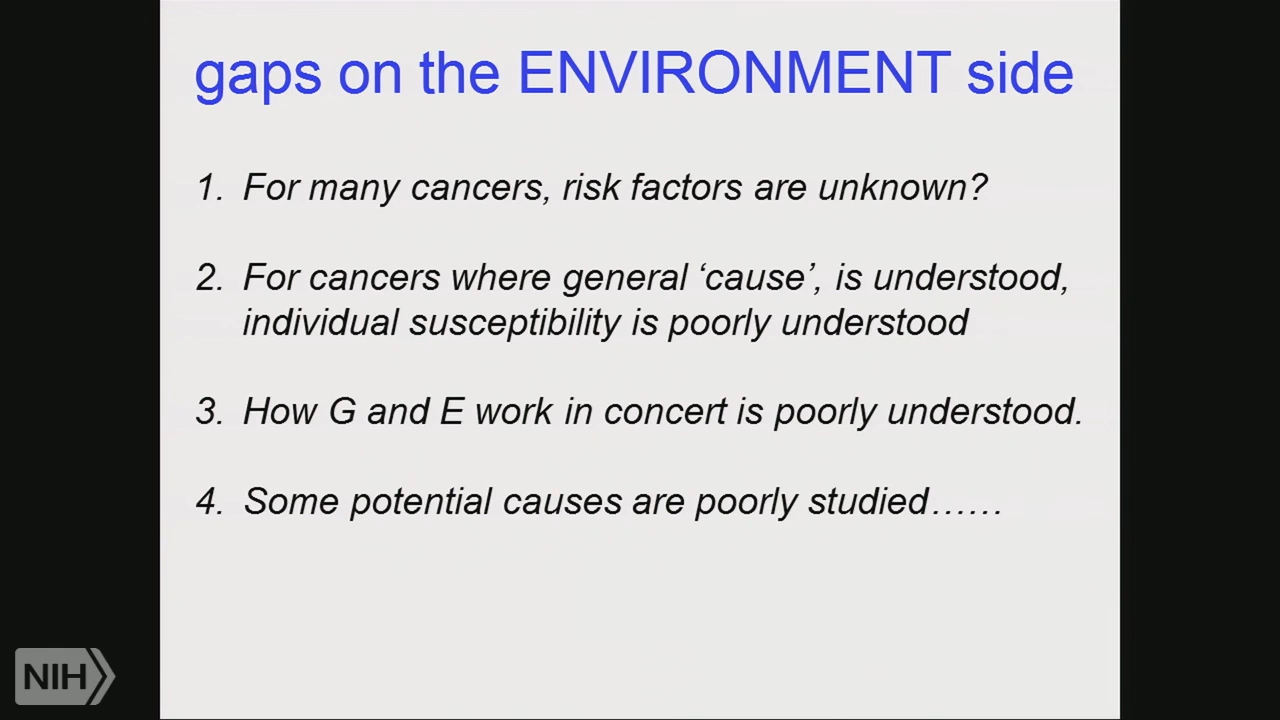 gaps on the ENVIRONMENT side
1. For many cancers, risk factors are unknown?
2. For cancers where general ‘cause’, is understood,
individual susceptibility is poorly understood
3. How G and E work in concert is poorly understood.
4. Some potential causes are poorly studied……
NIH